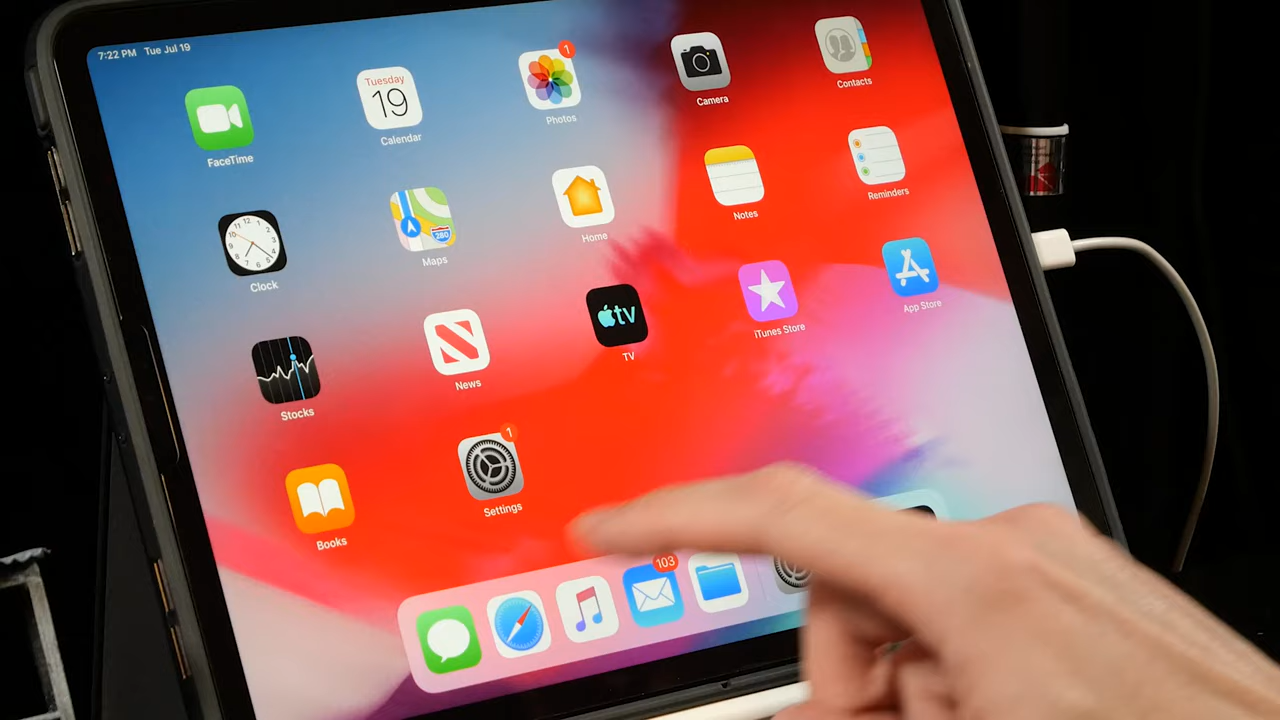 7:22 PM Tue Jul 19
1
Tuesday
19
FaceTime
Calendar
Photos
Camera
Contacts
280
Clock
Maps
Home
Notes
Reminders
tv
Stocks
News
TV
iTunes Store
App Store
1
Books
Settings
103